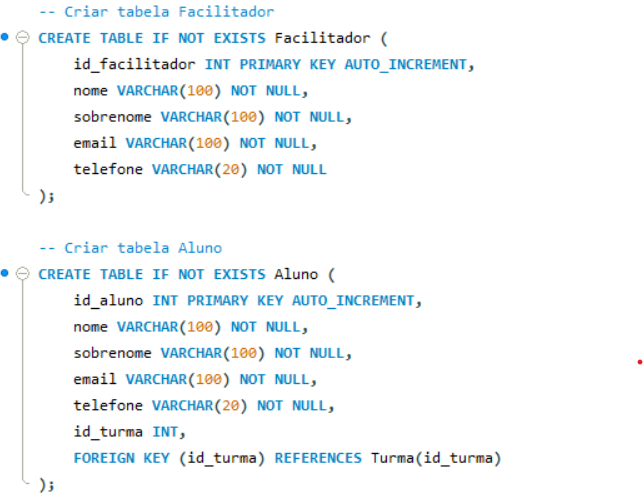 -- Criar tabela Facilitador
CREATE TABLE IF NOT EXISTS Facilitador (
id_facilitador INT PRIMARY KEY AUTO_INCREMENT,
nome VARCHAR(100) NOT NULL,
sobrenome VARCHAR(100) NOT NULL,
email VARCHAR(100) NOT NULL,
telefone VARCHAR(20) NOT NULL
);
-- Criar tabela Aluno
CREATE TABLE IF NOT EXISTS Aluno (
id_aluno INT PRIMARY KEY AUTO_INCREMENT,
nome VARCHAR(100) NOT NULL,
sobrenome VARCHAR(100) NOT NULL,
email VARCHAR(100) NOT NULL,
telefone VARCHAR(20) NOT NULL,
id_turma INT,
FOREIGN KEY (id_turma) REFERENCES Turma(id_turma)
);